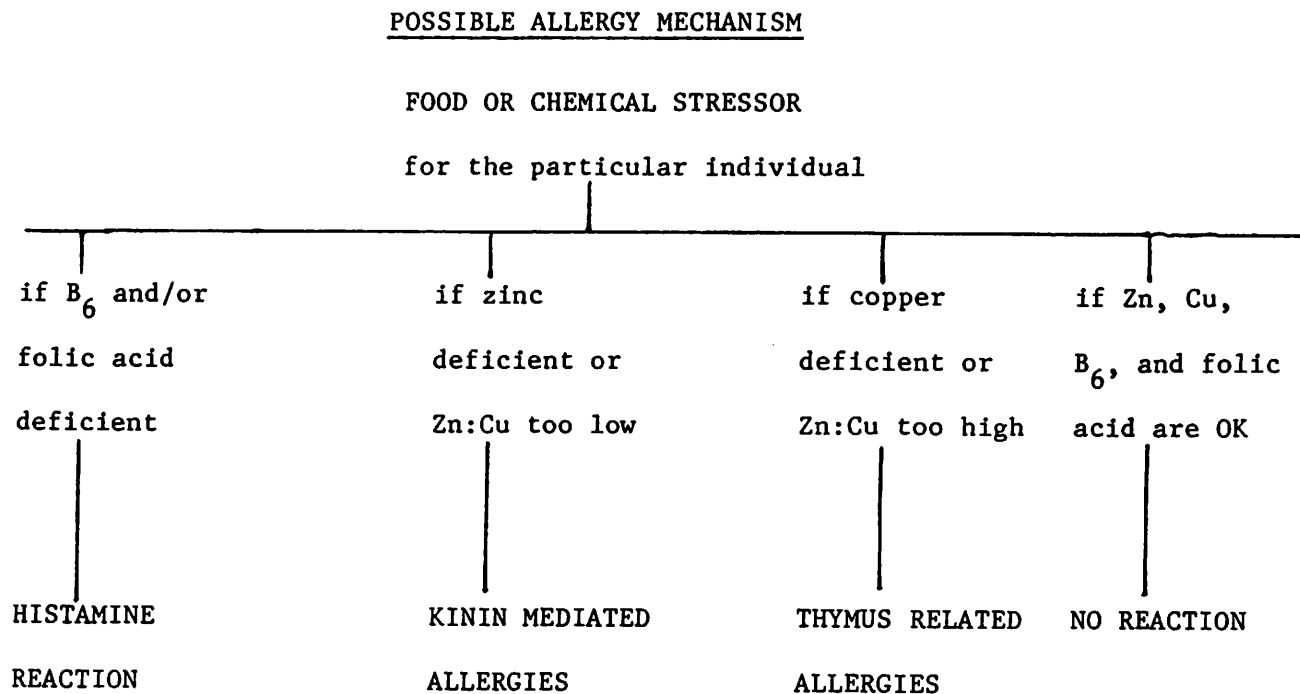 POSSIBLE ALLERGY MECHANISM
FOOD OR CHEMICAL STRESSOR
for the particular individual
if B6 and/or
folic acid
deficient
if zinc
deficient or
Zn:Cu too low
if copper
deficient or
Zn:Cu too high
if Zn, Cu,
B6, and folic
acid are OK
HISTAMINE
REACTION
KININ MEDIATED
ALLERGIES
THYMUS RELATED
ALLERGIES
NO REACTION